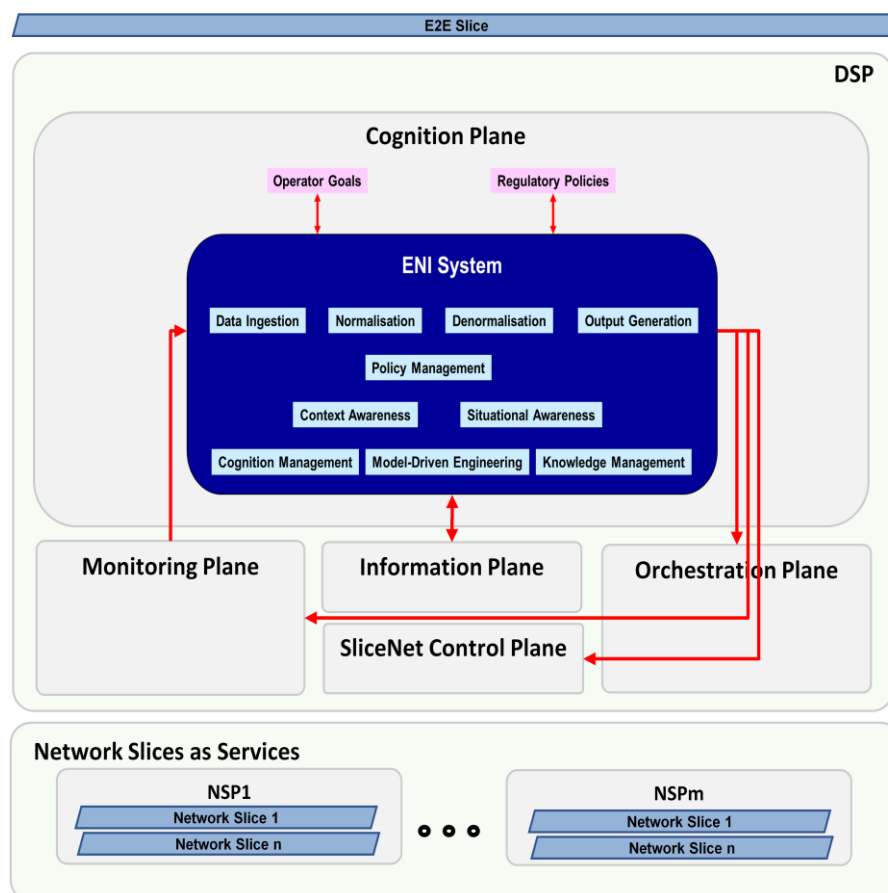 E2E Slice
DSP
Cognition Plane
Operator Goals
Regulatory Policies
ENI System
Data Ingestion
Normalisation
Denormalisation
Output Generation
Policy Management
Context Awareness
Situational Awareness
Cognition Management
Model-Driven Engineering
Knowledge Management
Monitoring Plane
Information Plane
Orchestration Plane
SliceNet Control Plane
Network Slices as Services
NSP1
Network Slice 1
Network Slice n
NSPm
Network Slice 1
Network Slice n